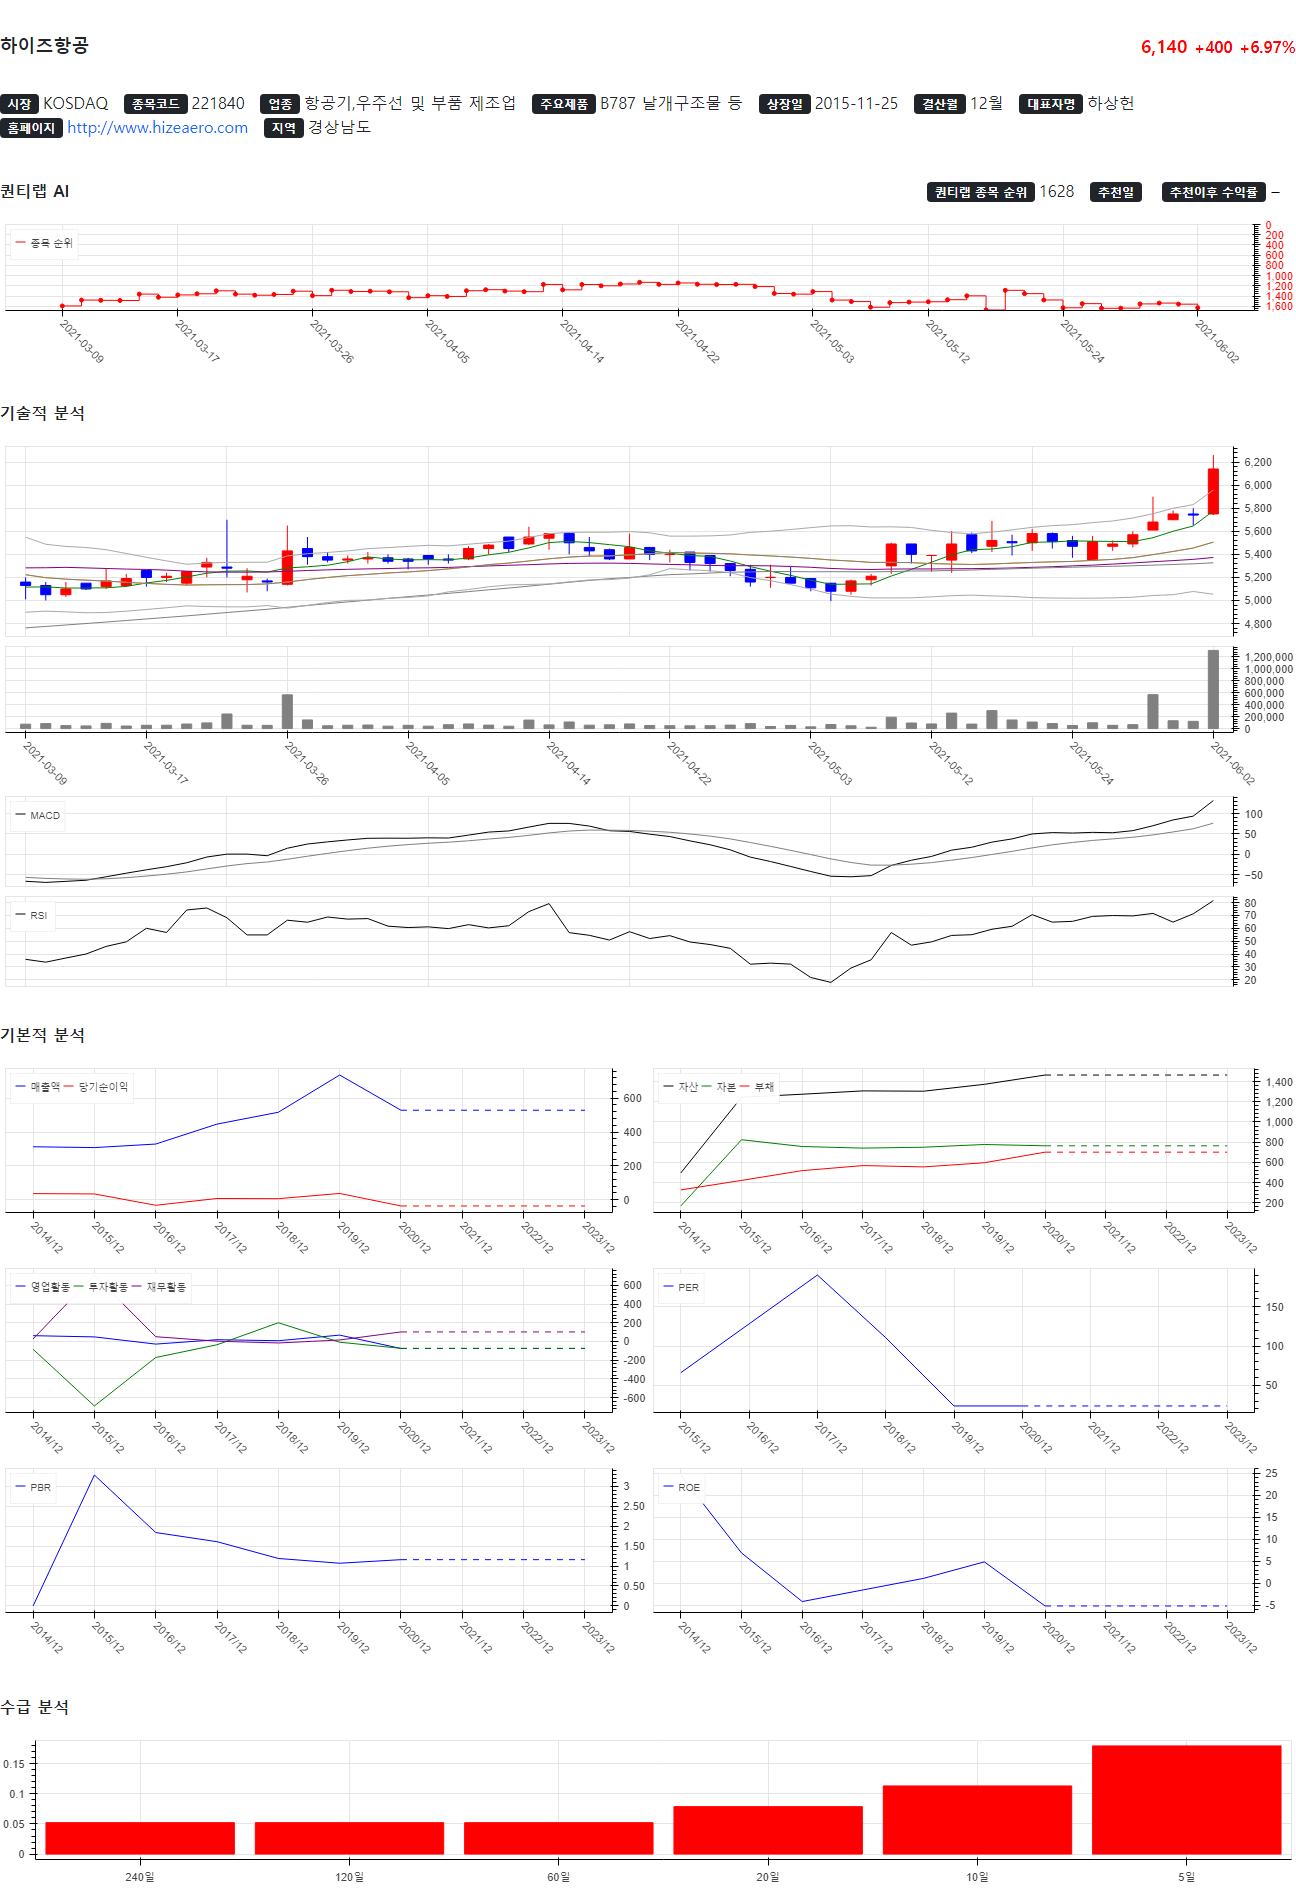 하이즈항공 6,140 +400 +6.97%
시장 KOSDAQ 종목코드 221840 업종 항공기,우주선 및 부품 제조업 주요제품 B787 날개구조물 등 상장일 2015-11-25 결산월 12월 대표자명 하상헌
홈페이지 http://www.hizeaero.com 지역 경상남도
퀀티랩 AI 퀀티랩 종목 순위 1628 추천일 추천이후 수익률 –
종목 순위
0
200
400
600
800
1,000
1,200
1,400
1,600
2021-03-09 2021-03-17 2021-03-26 2021-04-05 2021-04-14 2021-04-22 2021-05-03 2021-05-12 2021-05-24 2021-06-02
기술적 분석
6,200
6,000
5,800
5,600
5,400
5,200
5,000
4,800
1,200,000
1,000,000
800,000
600,000
400,000
200,000
0
2021-03-09 2021-03-17 2021-03-26 2021-04-05 2021-04-14 2021-04-22 2021-05-03 2021-05-12 2021-05-24 2021-06-02
MACD
100
50
0
-50
RSI
80
70
60
50
40
30
20
기본적 분석
매출액 당기순이익
600
400
200
0
2014/12 2015/12 2016/12 2017/12 2018/12 2019/12 2020/12 2021/12 2022/12 2023/12
자산 자본 부채
1,400
1,200
1,000
800
600
400
200
2014/12 2015/12 2016/12 2017/12 2018/12 2019/12 2020/12 2021/12 2022/12 2023/12
영업활동 투자활동 재무활동
600
400
200
0
-200
-400
-600
2014/12 2015/12 2016/12 2017/12 2018/12 2019/12 2020/12 2021/12 2022/12 2023/12
PER
150
100
50
2015/12 2016/12 2017/12 2018/12 2019/12 2020/12 2021/12 2022/12 2023/12
PBR
3
2.50
2
1.50
1
0.50
0
2014/12 2015/12 2016/12 2017/12 2018/12 2019/12 2020/12 2021/12 2022/12 2023/12
ROE
25
20
15
10
5
0
-5
2014/12 2015/12 2016/12 2017/12 2018/12 2019/12 2020/12 2021/12 2022/12 2023/12
수급 분석
0.15
0.1
0.05
0
240일 120일 60일 20일 10일 5일